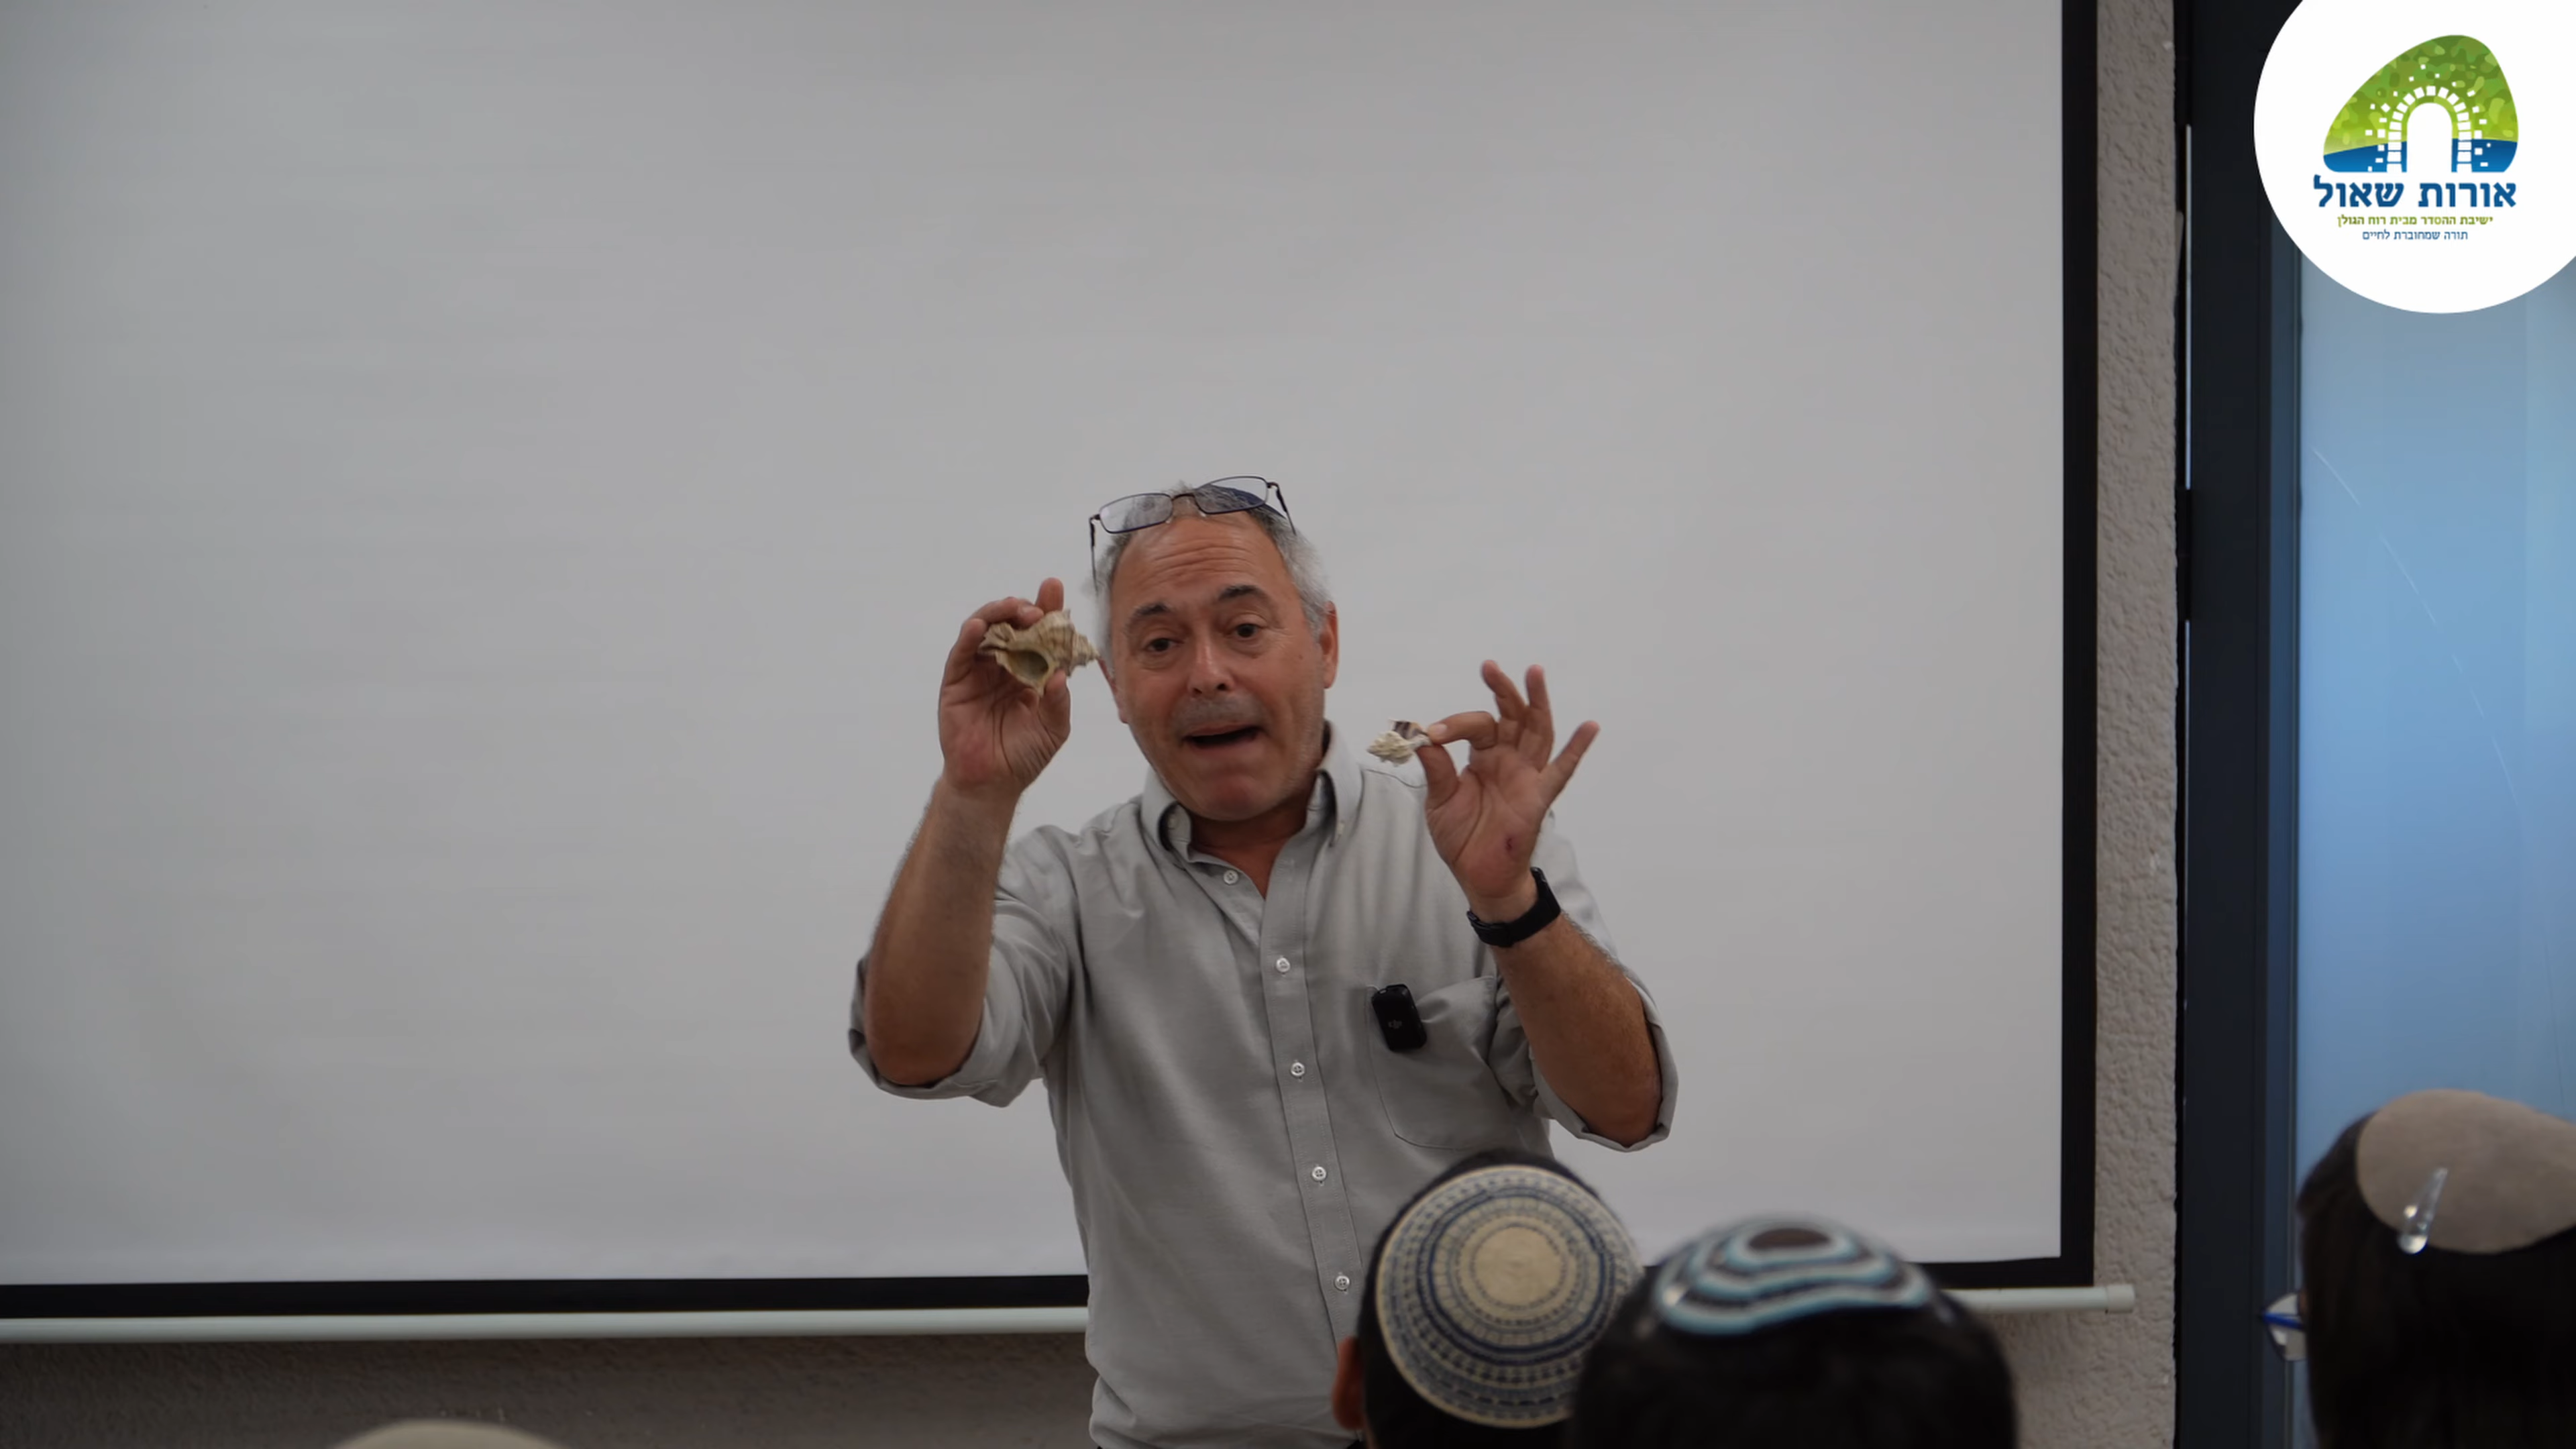 אורות שאול
ישיבת ההסדר מבית רוח הגולן
תורה שמחוברת לחיים